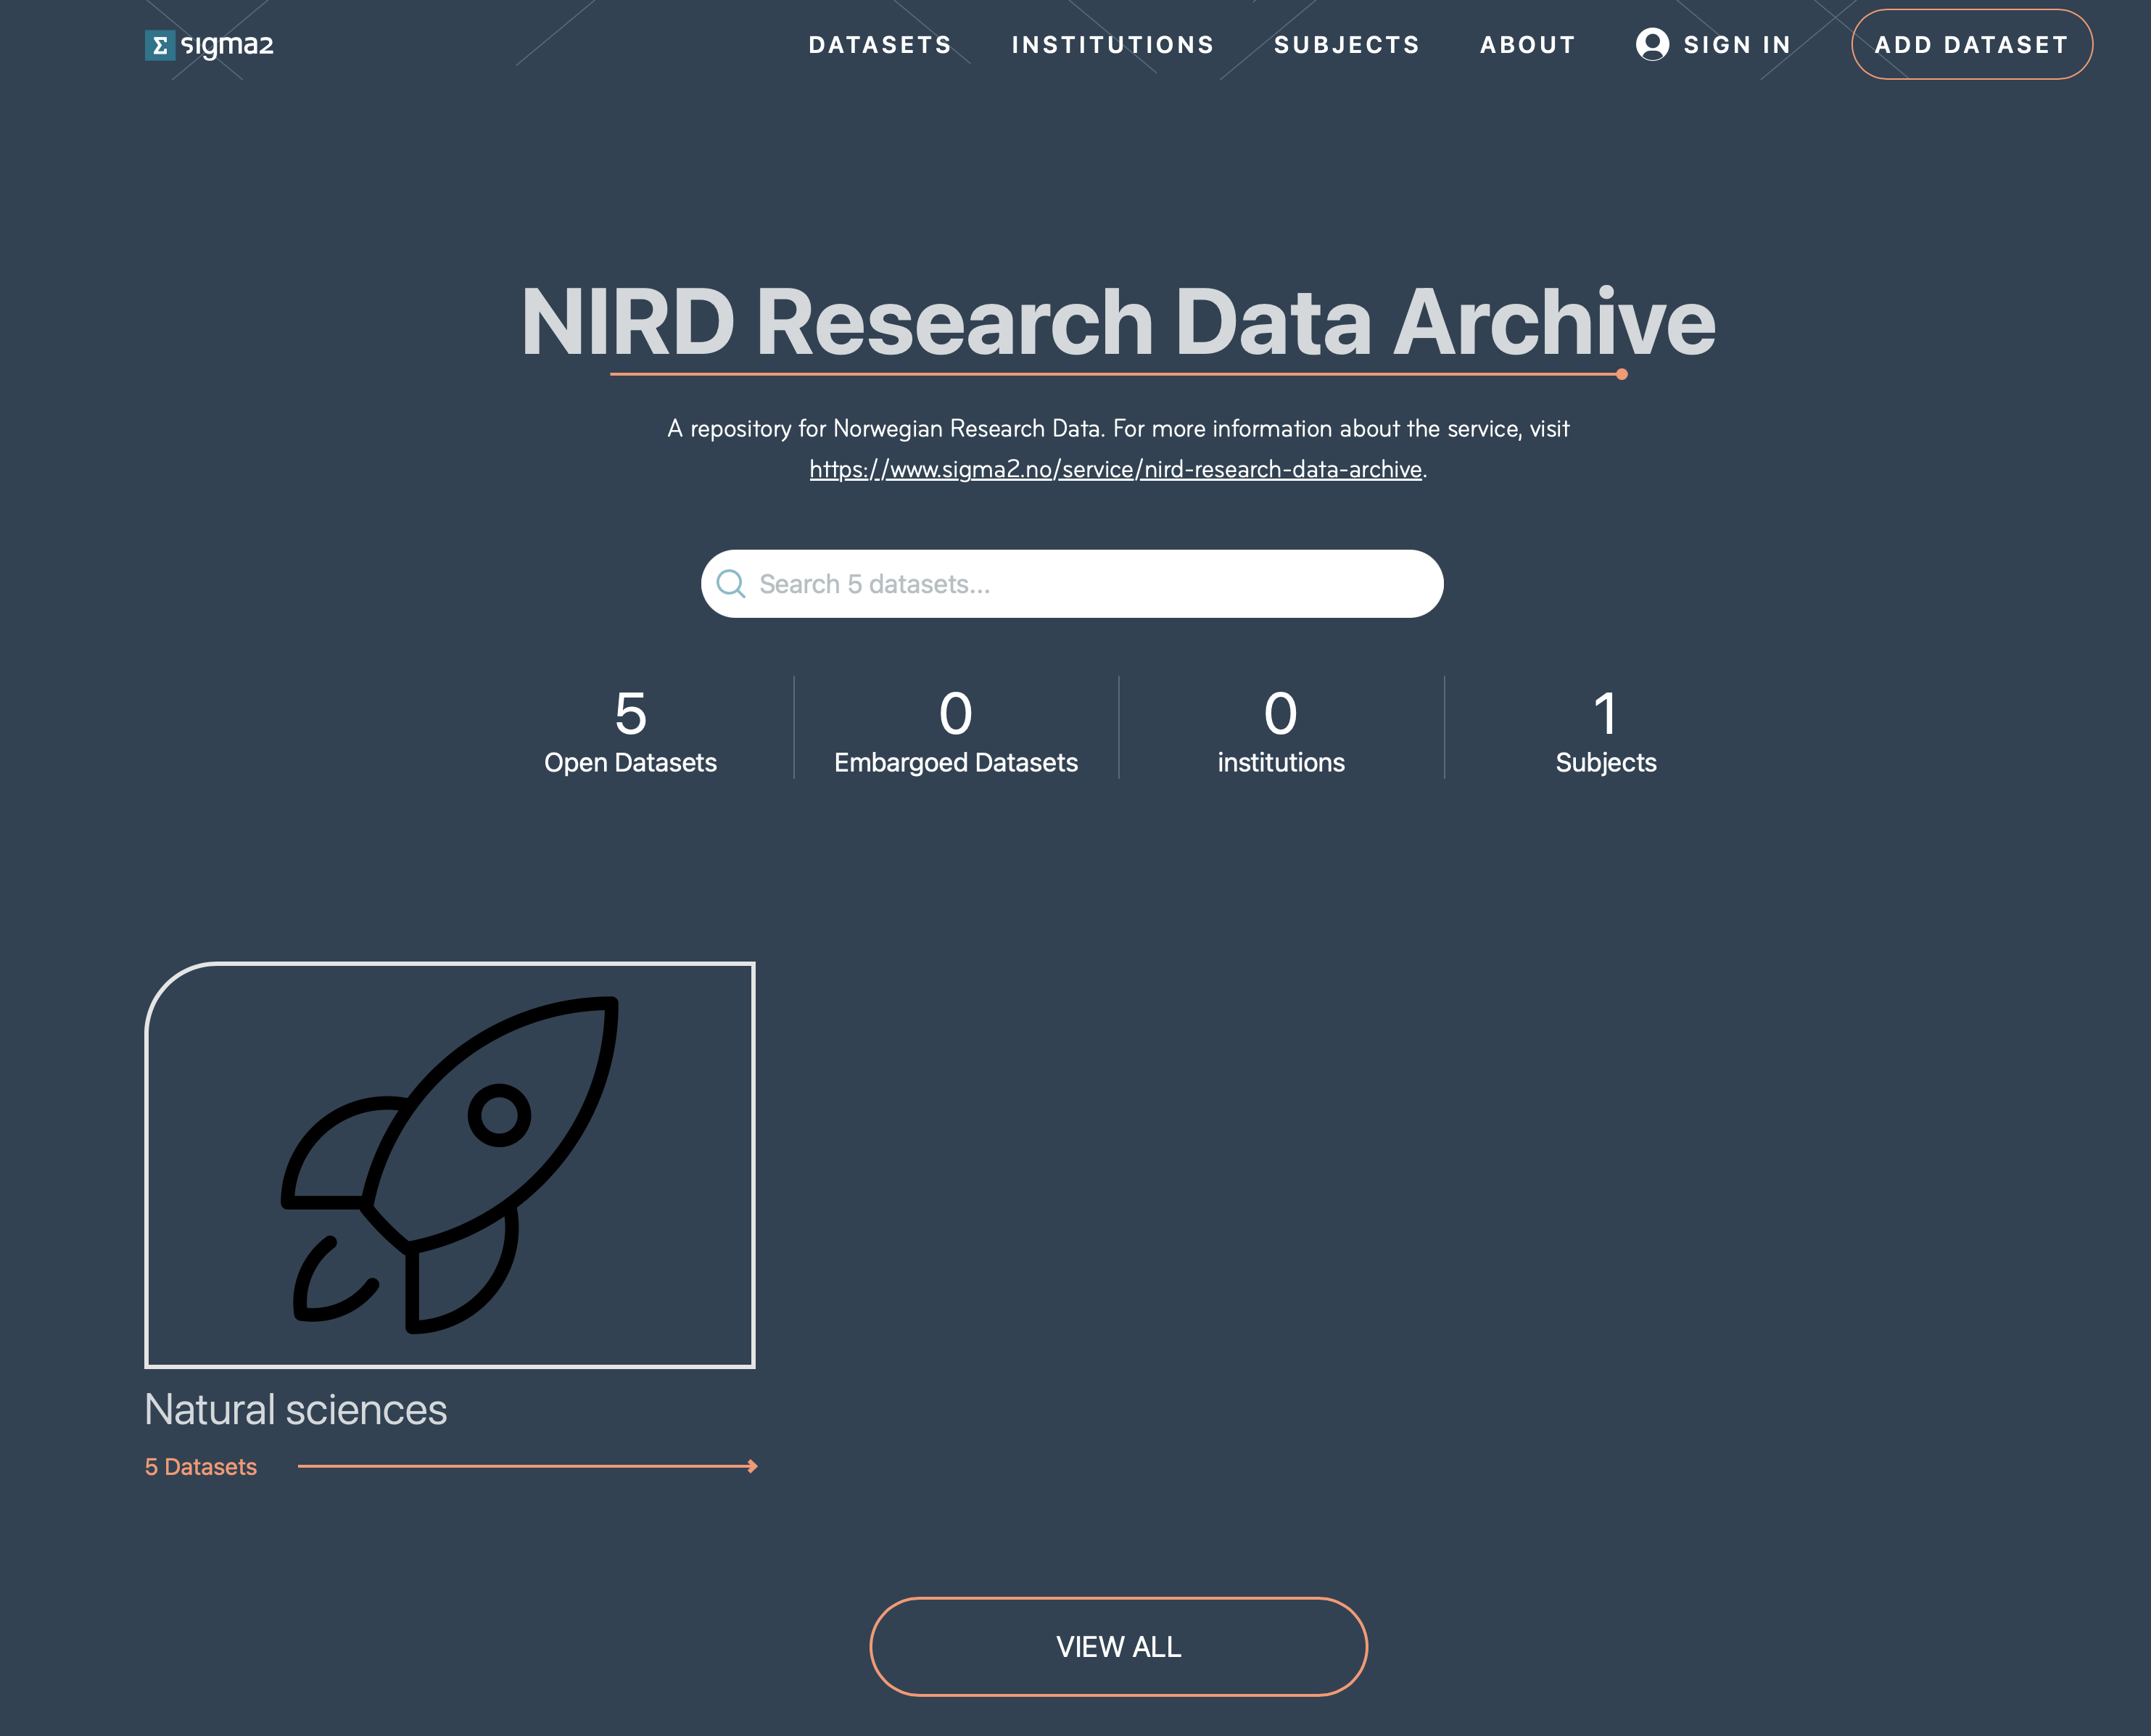 Σ sigma2
DATASETS INSTITUTIONS SUBJECTS ABOUT SIGN IN ADD DATASET
NIRD Research Data Archive
A repository for Norwegian Research Data. For more information about the service, visit
https://www.sigma2.no/service/nird-research-data-archive.
Search 5 datasets...
5 0 0 1
Open Datasets Embargoed Datasets institutions Subjects
Natural sciences
5 Datasets
VIEW ALL